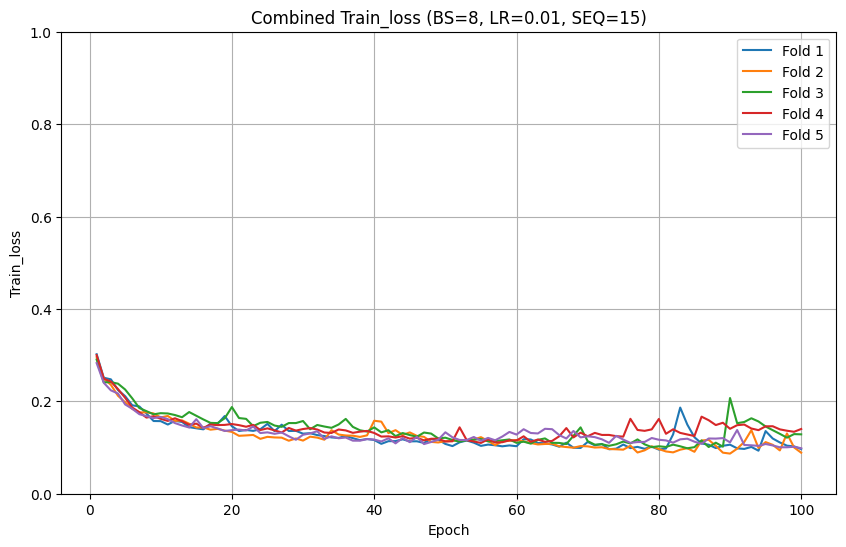 Combined Train_loss (BS=8, LR=0.01, SEQ=15)
1.0
0.8
0.6
0.4
0.2
0.0
Train_loss
Fold 1
Fold 2
Fold 3
Fold 4
Fold 5
0 20 40 60 80 100
Epoch